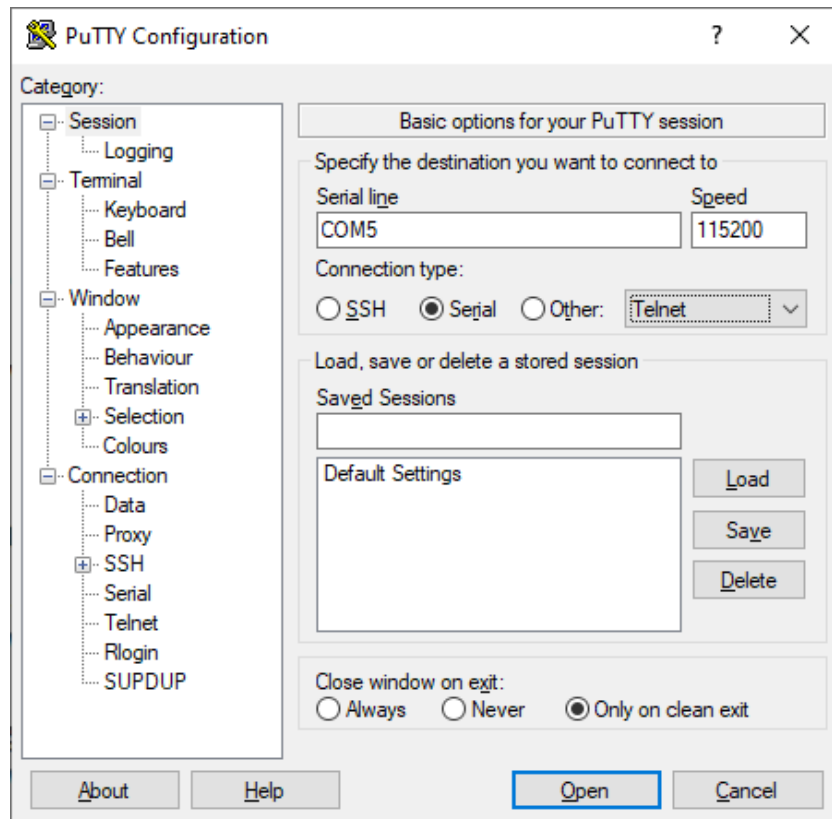 PuTTY Configuration
?
Category:
Session
Logging
Terminal
Keyboard
Bell
Features
Window
Appearance
Behaviour
Translation
Selection
Colours
Connection
Data
Proxy
SSH
Serial
Telnet
Rlogin
SUPDUP
Basic options for your PuTTY session
Specify the destination you want to connect to
Serial line Speed
COM5 115200
Connection type:
SSH Serial Other: Telnet
Load, save or delete a stored session
Saved Sessions
Default Settings
Load
Save
Delete
Close window on exit:
Always Never Only on clean exit
About Help Open Cancel